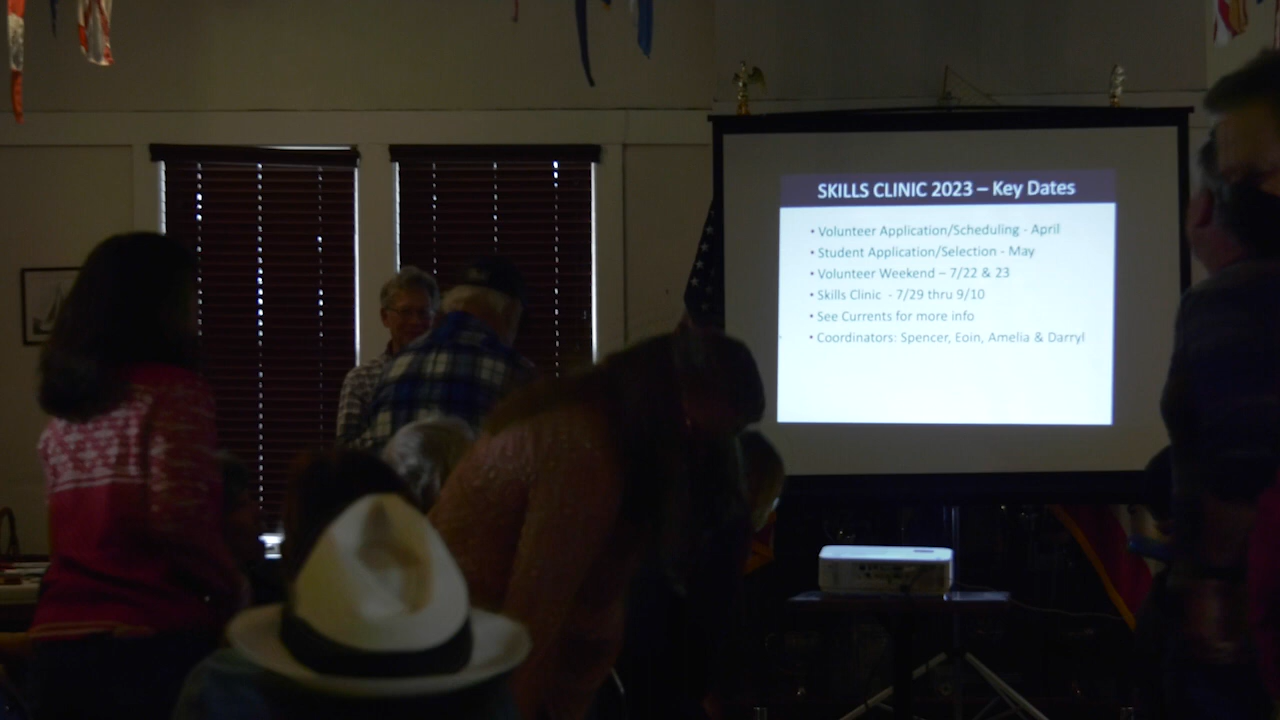 SKILLS CLINIC 2023 – Key Dates
• Volunteer Application/Scheduling - April
• Student Application/Selection - May
• Volunteer Weekend – 7/22 & 23
• Skills Clinic - 7/29 thru 9/10
• See Currents for more info
• Coordinators: Spencer, Eoin, Amelia & Darryl